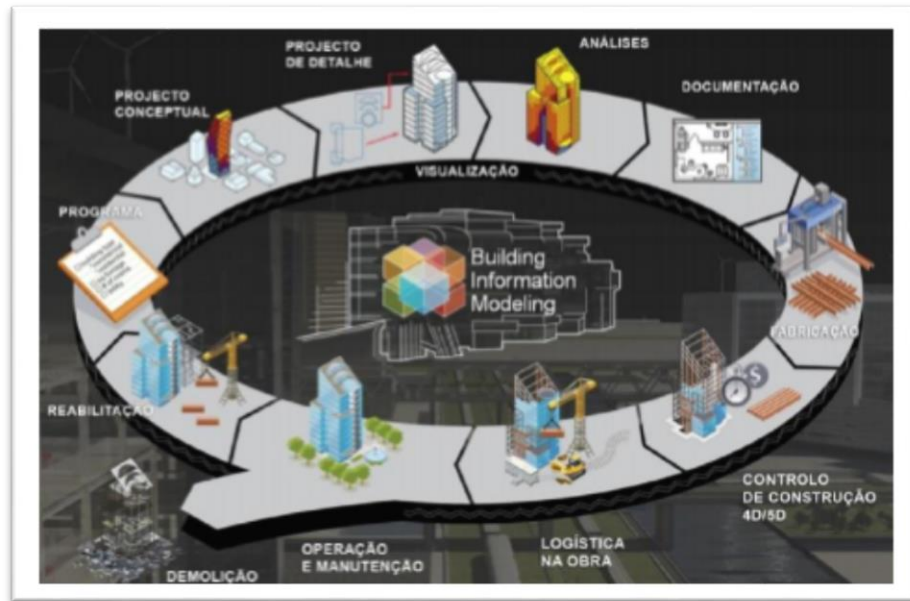 PROJECTO
DE DETALHE
ANÁLISES
PROJECTO
CONCEPTUAL
DOCUMENTAÇÃO
VISUALIZAÇÃO
PROGRAMA
Building
Information
Modeling
FABRICAÇÃO
REABILITAÇÃO
CONTROLO
DE CONSTRUÇÃO
4D/5D
LOGÍSTICA
NA OBRA
OPERAÇÃO
E MANUTENÇÃO
DEMOLIÇÃO